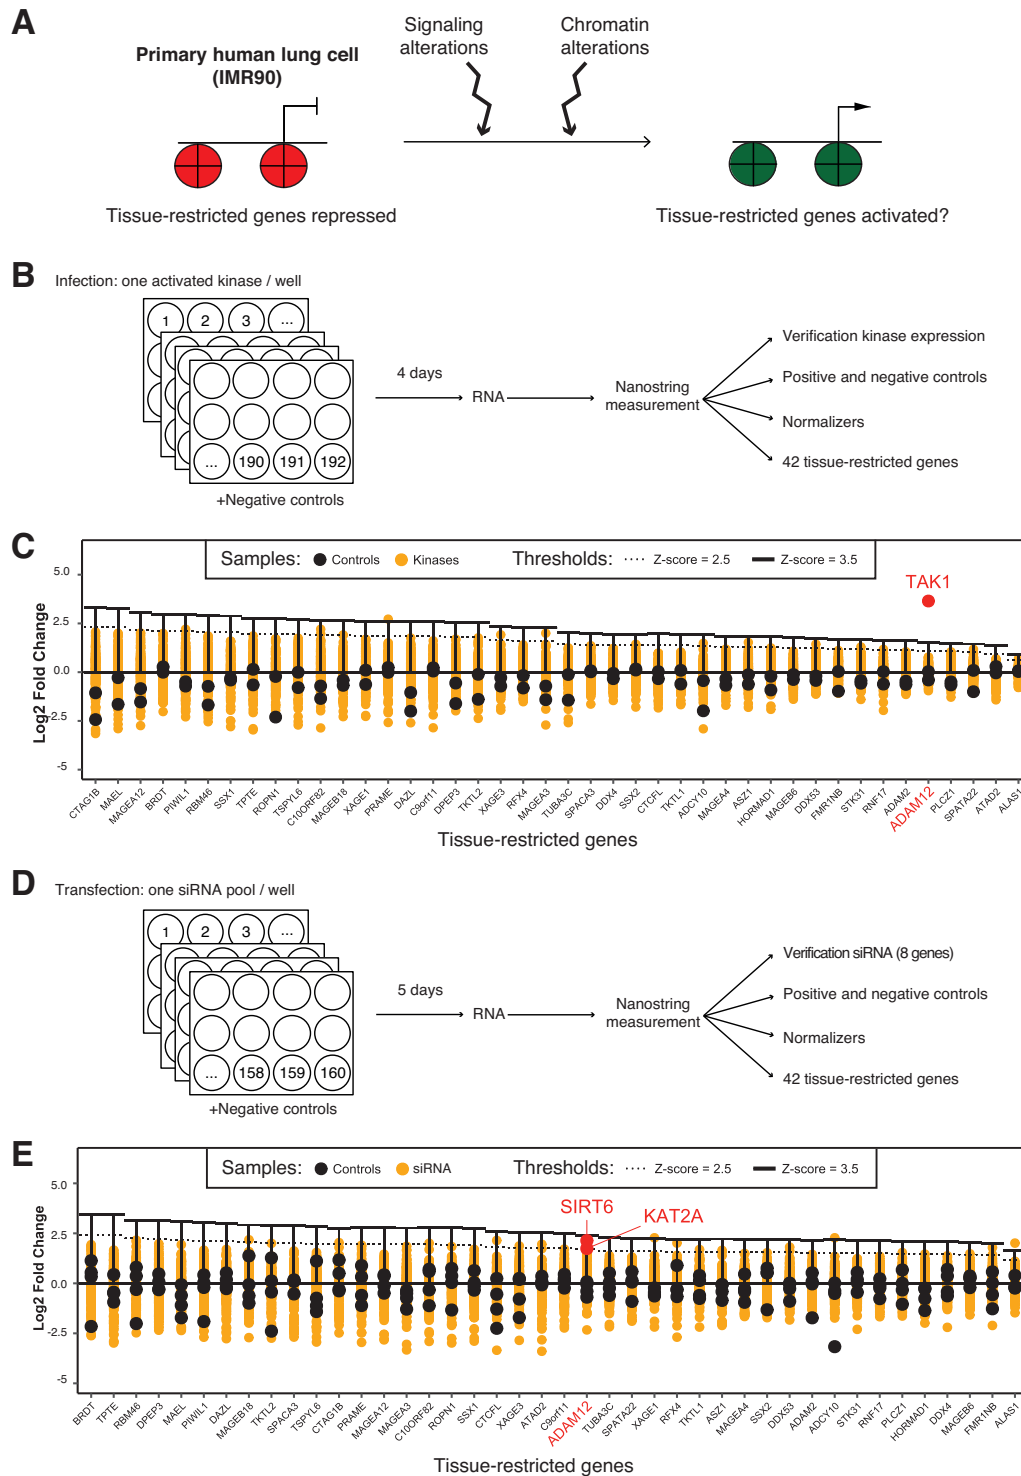 A
Signaling
alterations
Chromatin
alterations
Primary human lung cell
(IMR90)
Tissue-restricted genes repressed
Tissue-restricted genes activated?
B
Infection: one activated kinase / well
1 2 3 ...
... 190 191 192
+Negative controls
4 days
RNA
Nanostring
measurement
Verification kinase expression
Positive and negative controls
Normalizers
42 tissue-restricted genes
C
Samples: Controls Kinases Thresholds: Z-score = 2.5 Z-score = 3.5
TAK1
Log2 Fold Change
5.0
2.5
0.0
-2.5
-5
CTAG1B
MAEL
MAGEA12
BRDT
PIWIL1
RBM46
SSX1
TPTE
ROPN1
TSPYL6
C10ORF82
MAGEB18
XAGE1
PRAME
DAZL
C9orf11
DPEP3
TKTL2
XAGE3
RFX4
MAGEA3
TUBA3C
SPACA3
DDX4
SSX2
CTCFL
TKTL1
ADCY10
MAGEA4
ASZ1
HORMAD1
MAGEB6
DDX53
FMR1NB
STK31
RNF17
ADAM2
ADAM12
PLCZ1
SPATA22
ATAD2
ALAS1
Tissue-restricted genes
D
Transfection: one siRNA pool / well
1 2 3 ...
... 158 159 160
+Negative controls
5 days
RNA
Nanostring
measurement
Verification siRNA (8 genes)
Positive and negative controls
Normalizers
42 tissue-restricted genes
E
Samples: Controls siRNA Thresholds: Z-score = 2.5 Z-score = 3.5
SIRT6
KAT2A
Log2 Fold Change
5.0
2.5
0.0
-2.5
-5
BRDT
TPTE
RBM46
DPEP3
MAEL
PIWIL1
DAZL
MAGEB18
TKTL2
SPACA3
TSPYL6
CTAG1B
PRAME
MAGEA12
MAGEA3
C10ORF82
ROPN1
SSX1
CTCFL
XAGE3
ATAD2
C9orf11
ADAM12
TUBA3C
SPATA22
XAGE1
RFX4
TKTL1
ASZ1
MAGEA4
SSX2
DDX53
ADAM2
ADCY10
STK31
RNF17
PLCZ1
HORMAD1
DDX4
MAGEB6
FMR1NB
ALAS1
Tissue-restricted genes